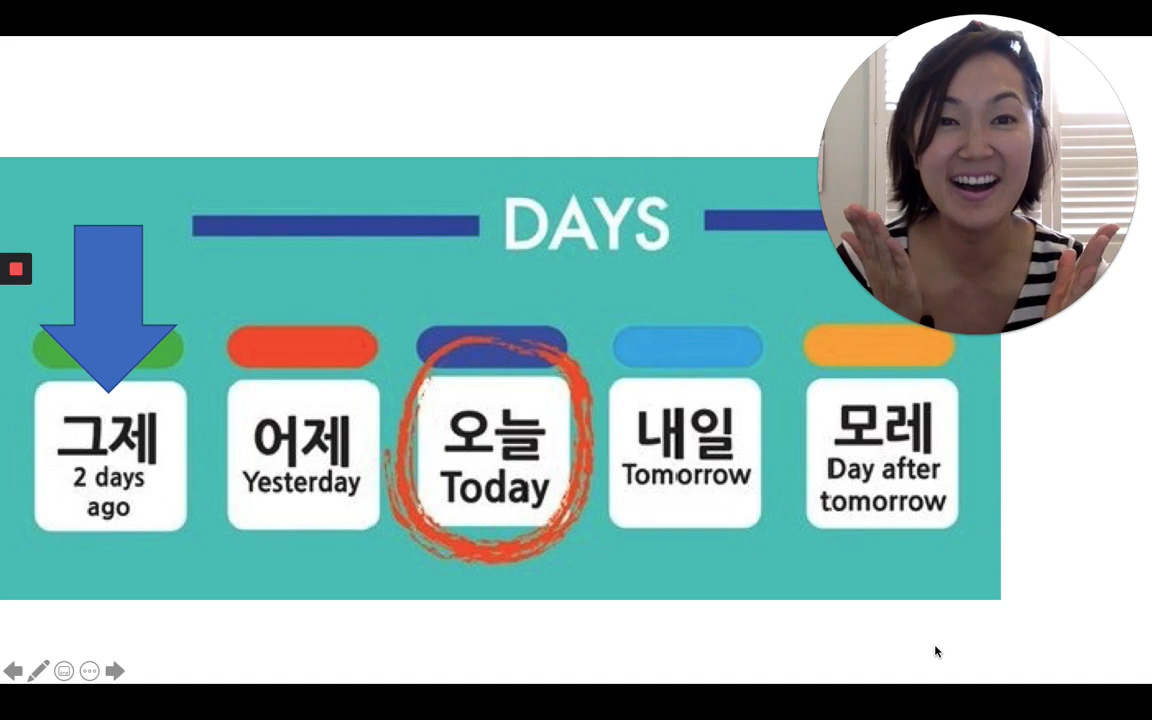 DAYS
그제
2 days
ago
어제
Yesterday
오늘
Today
내일
Tomorrow
모레
Day after
tomorrow